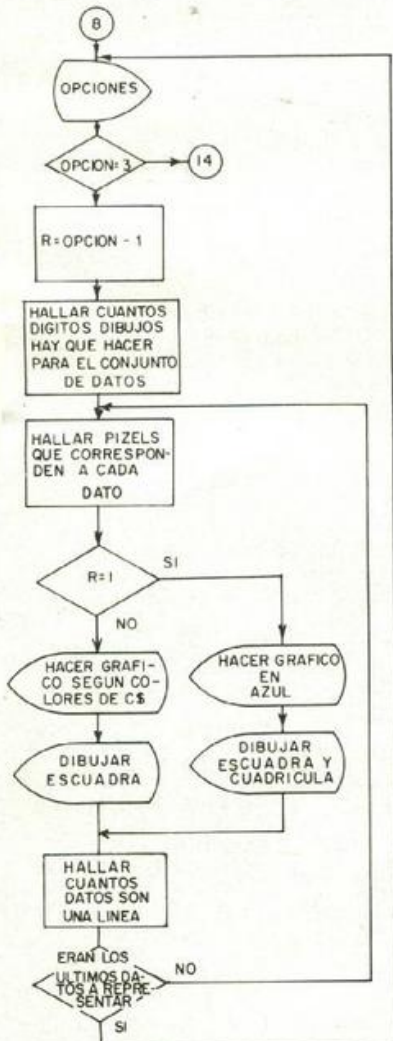 8
OPCIONES
OPCION=3
14
R=OPCION - 1
HALLAR CUANTOS
DIGITOS DIBUJOS
HAY QUE HACER
PARA EL CONJUNTO
DE DATOS
HALLAR PIZELS
QUE CORRESPON-
DEN A CADA
DATO
R=1
SI
NO
HACER GRAFI-
CO SEGUN CO-
LORES DE C$
HACER GRAFICO
EN
AZUL
DIBUJAR
ESCUADRA
DIBUJAR
ESCUADRA Y
CUADRICULA
HALLAR
CUANTOS
DATOS SON
UNA LINEA
ERAN LOS
ULTIMOS DA-
TOS A REPRE-
SENTAR
NO
SI